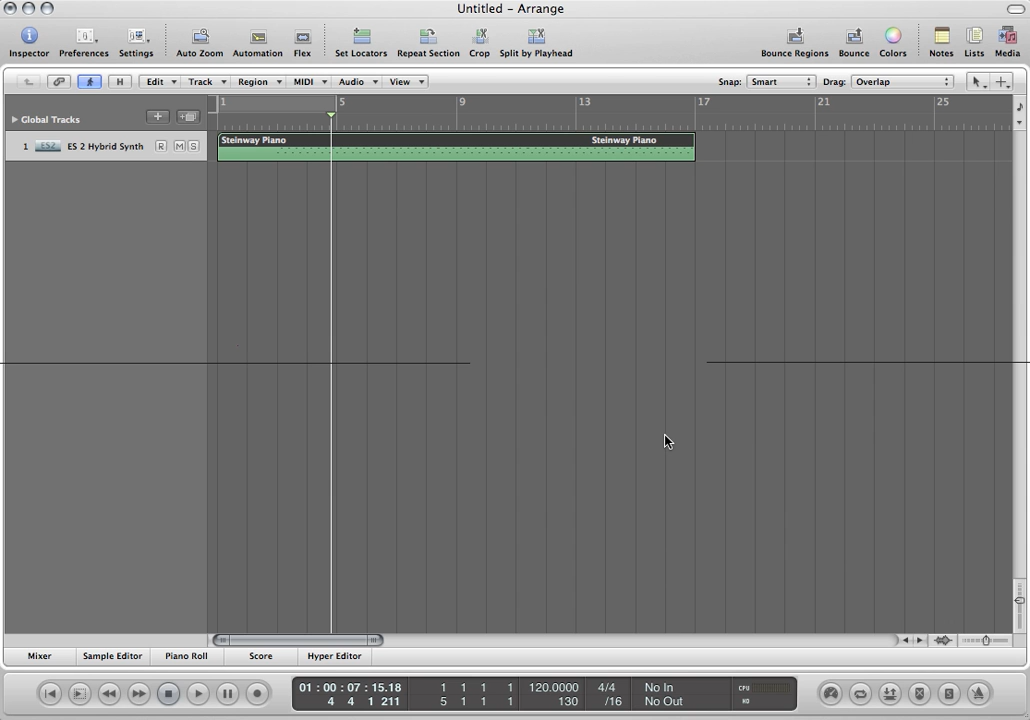 Untitled – Arrange
Inspector Preferences Settings Auto Zoom Automation Flex Set Locators Repeat Section Crop Split by Playhead Bounce Regions Bounce Colors Notes Lists Media
H Edit Track Region MIDI Audio View Snap: Smart Drag: Overlap
1 5 9 13 17 21 25
Global Tracks
1 ES2 ES 2 Hybrid Synth R M S
Steinway Piano Steinway Piano
Mixer Sample Editor Piano Roll Score Hyper Editor
01 : 00 : 07 : 15.18 1 1 1 1 120.0000 4/4 No In CPU
4 4 1 211 5 1 1 1 130 /16 No Out HD
S